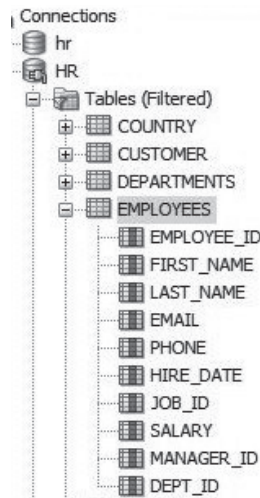 Connections
hr
HR
Tables (Filtered)
COUNTRY
CUSTOMER
DEPARTMENTS
EMPLOYEES
EMPLOYEE_ID
FIRST_NAME
LAST_NAME
EMAIL
PHONE
HIRE_DATE
JOB_ID
SALARY
MANAGER_ID
DEPT_ID